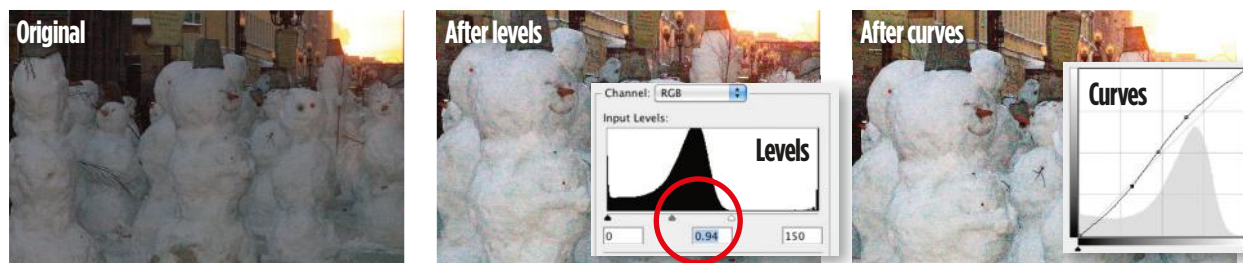 Original
After levels
Channel: RGB
Input Levels:
Levels
0 0.94 150
After curves
Curves